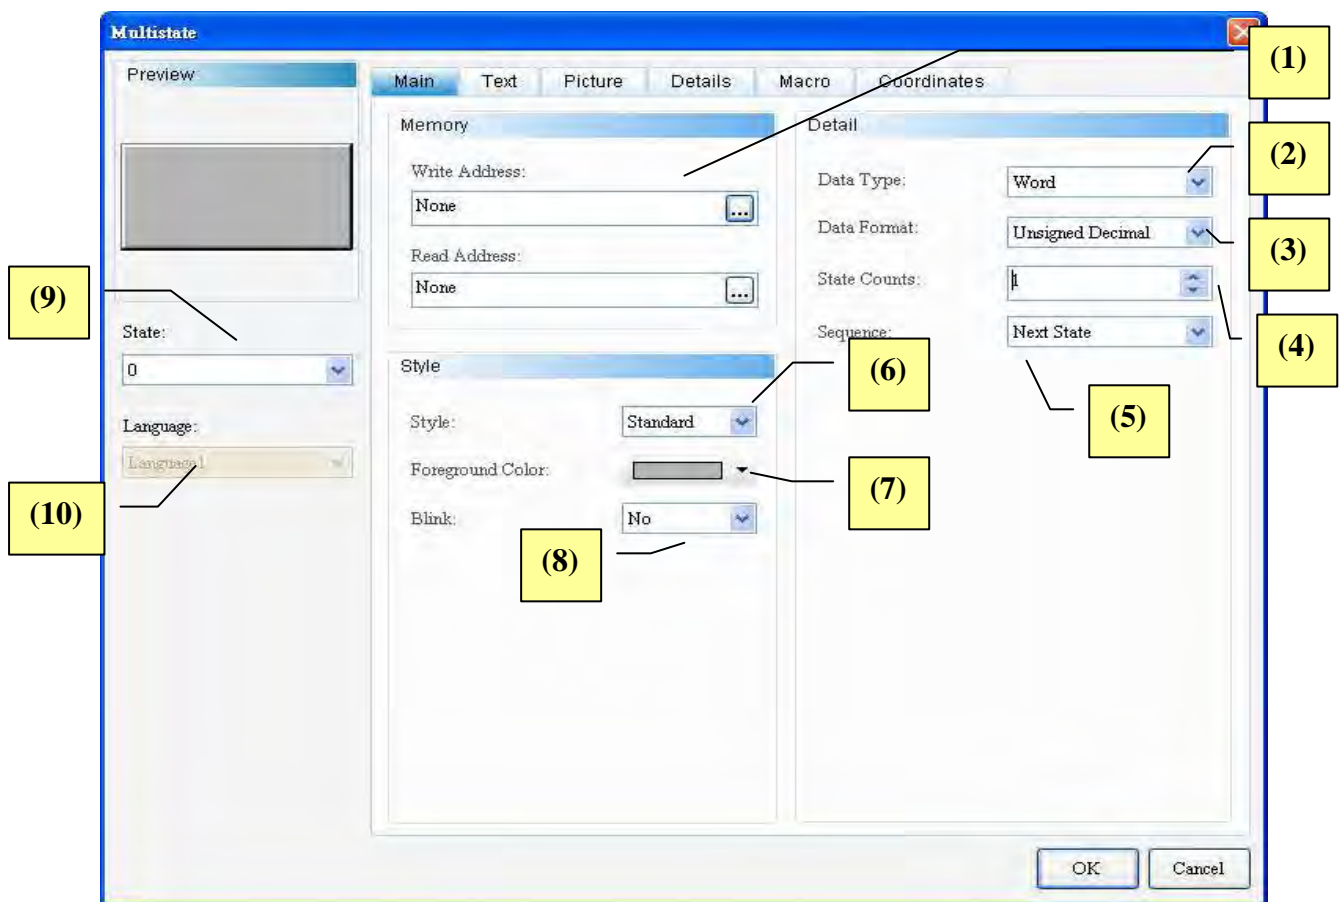 Multistate
(1)
Preview
Main Text Picture Details Macro Coordinates
Memory
Write Address:
None
...
Read Address:
None
...
Detail
Data Type:
Word
(2)
Data Format:
Unsigned Decimal
(3)
State Counts:
1
(4)
Sequence:
Next State
(5)
Style
Style:
Standard
(6)
Foreground Color:
(7)
Blink:
No
(8)
(9)
State:
0
Language:
Language1
(10)
OK
Cancel